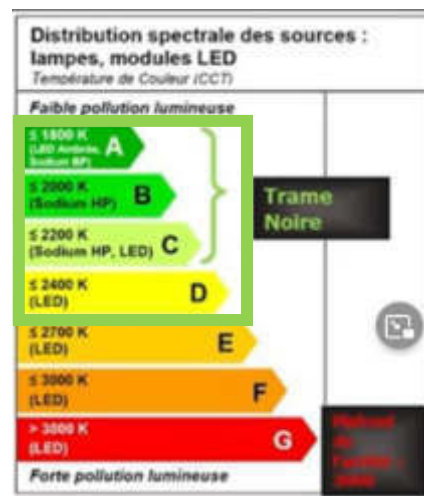 Distribution spectrale des sources :
lampes, modules LED
Température de Couleur (CCT)
Faible pollution lumineuse
≤ 1800 K
(LED Ambrée,
Sodium BP)
A
≤ 2000 K
(Sodium HP)
B
Trame
Noire
≤ 2200 K
(Sodium HP, LED)
C
≤ 2400 K
(LED)
D
≤ 2700 K
(LED)
E
≤ 3000 K
(LED)
F
> 3000 K
(LED)
G
Forte pollution lumineuse